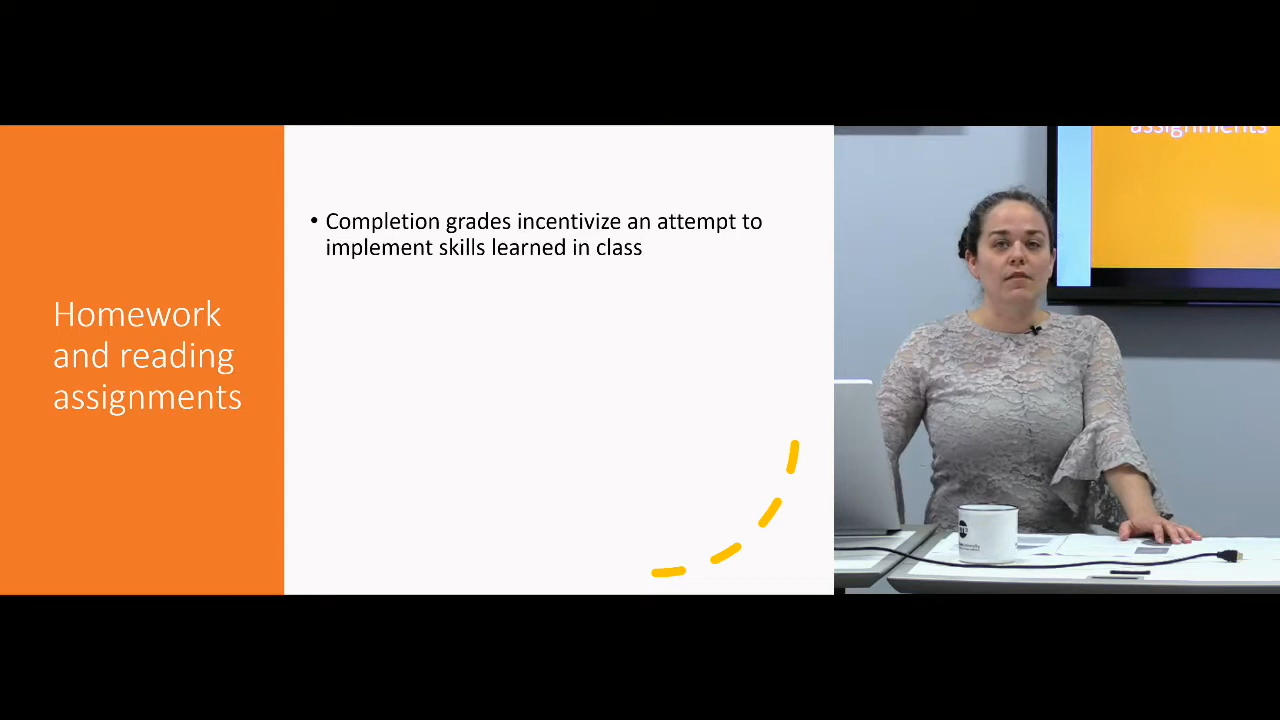 Homework
and reading
assignments
• Completion grades incentivize an attempt to
implement skills learned in class
assignments